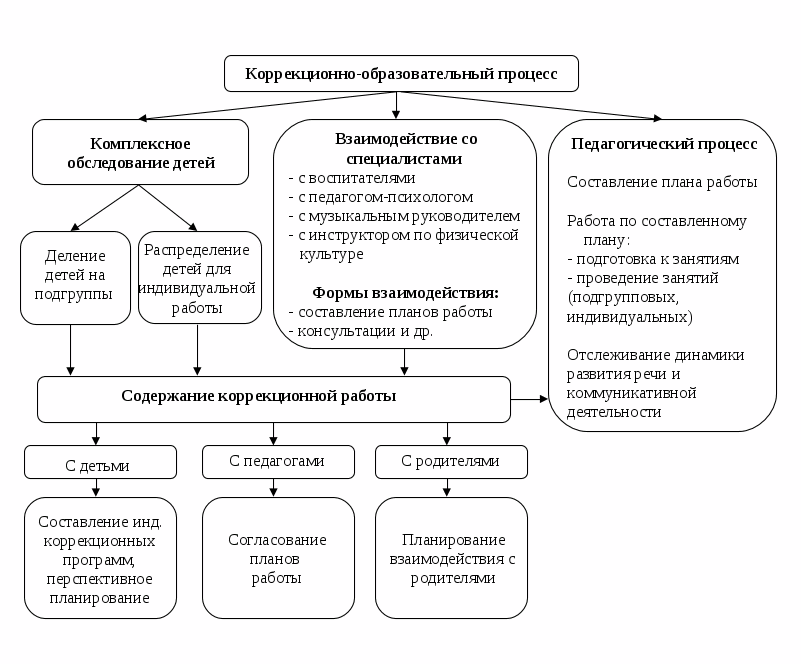 Коррекционно-образовательный процесс
Комплексное
обследование детей
Взаимодействие со
специалистами
- с воспитателями
- с педагогом-психологом
- с музыкальным руководителем
- с инструктором по физической
культуре
Формы взаимодействия:
- составление планов работы
- консультации и др.
Педагогический процесс
Составление плана работы
Работа по составленному
плану:
- подготовка к занятиям
- проведение занятий
(подгрупповых,
индивидуальных)
Отслеживание динамики
развития речи и
коммуникативной
деятельности
Деление
детей на
подгруппы
Распределение
детей для
индивидуальной
работы
Содержание коррекционной работы
С детьми
С педагогами
С родителями
Составление инд.
коррекционных
программ,
перспективное
планирование
Согласование
планов
работы
Планирование
взаимодействия с
родителями